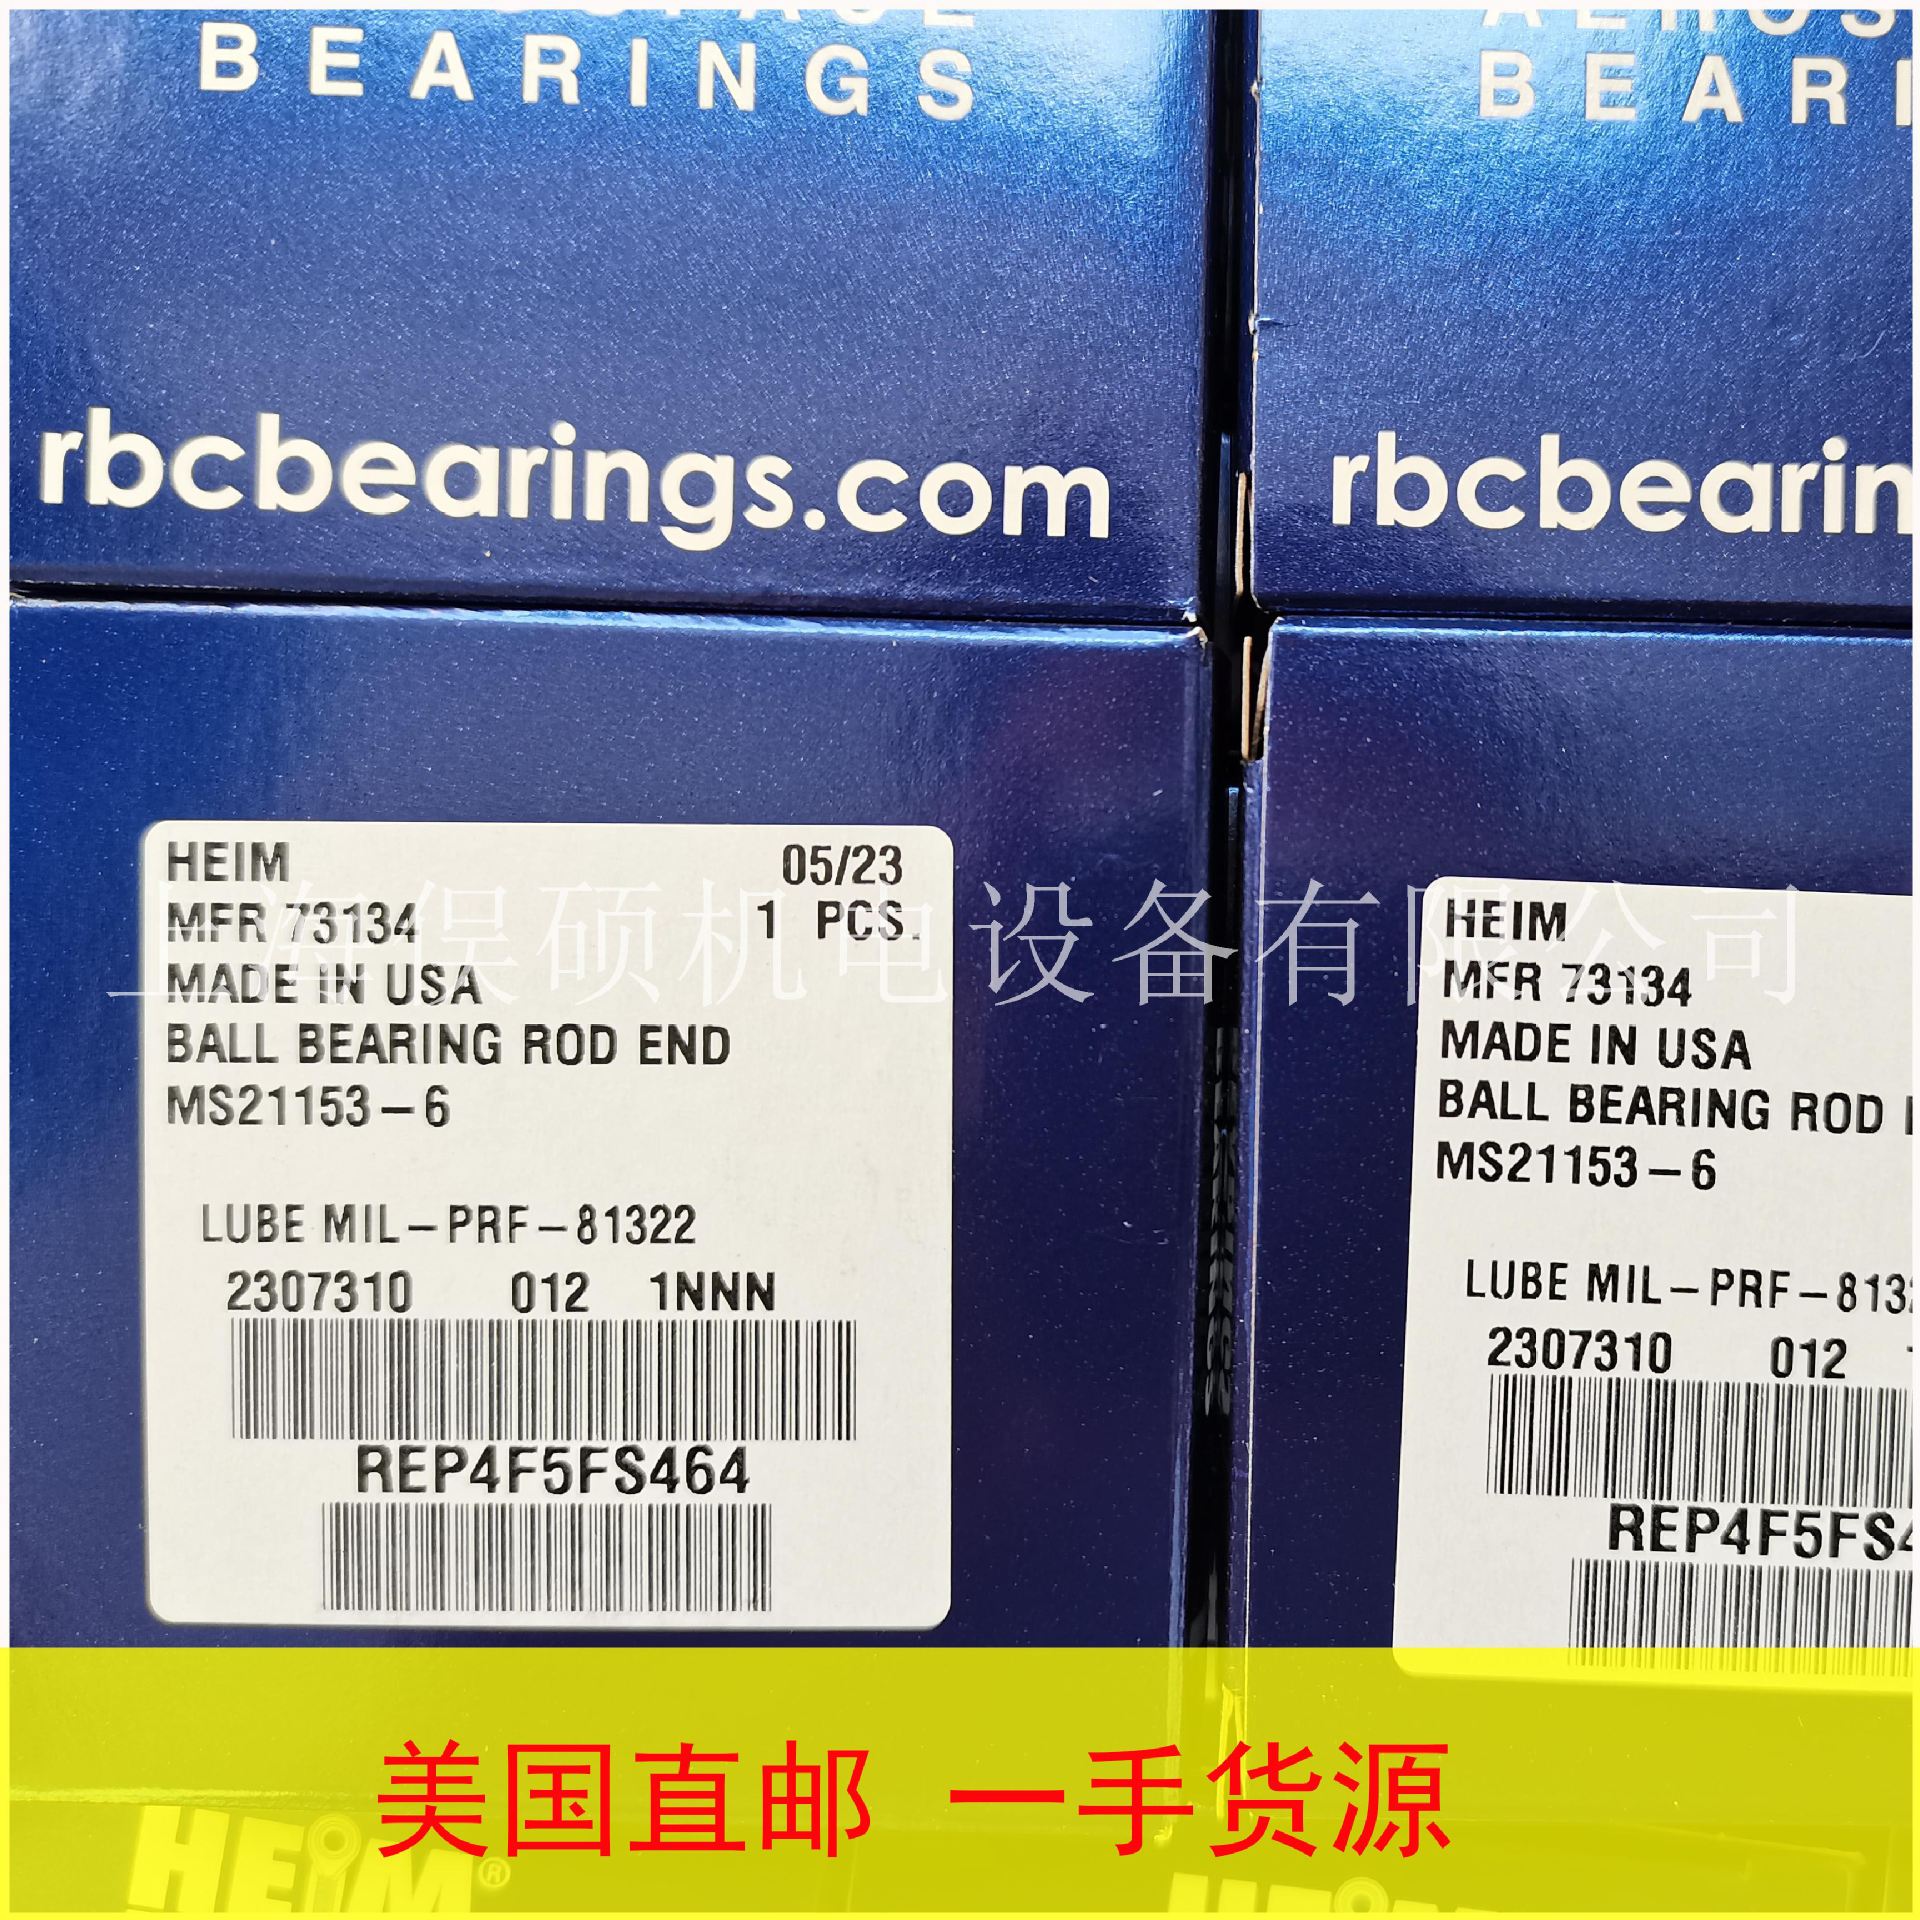 BEARINGS
BEARI
rbcbearings.com
rbcbearin
HEIM 05/23
MFR 73134 1 PCS.
MADE IN USA
BALL BEARING ROD END
MS21153-6
LUBE MIL-PRF-81322
2307310 012 1NNN
REP4F5FS464
HEIM
MFR 73134
MADE IN USA
BALL BEARING ROD
MS21153-6
LUBE MIL-PRF-813
2307310 012
REP4F5FS4
上海保硕机电设备有限公司
美国直邮 一手货源
HEIM®
HEIM